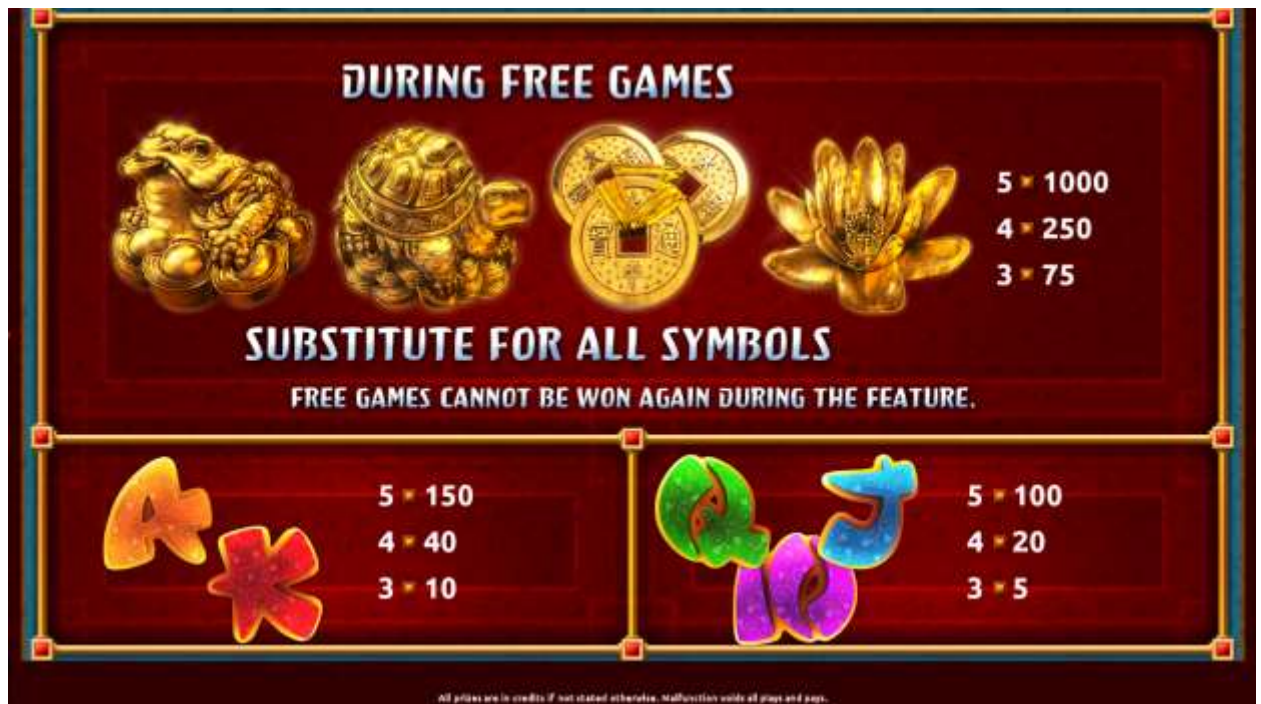 DURING FREE GAMES
5 × 1000
4 × 250
3 × 75
SUBSTITUTE FOR ALL SYMBOLS
FREE GAMES CANNOT BE WON AGAIN DURING THE FEATURE.
A
K
5 × 150
4 × 40
3 × 10
Q
J
10
5 × 100
4 × 20
3 × 5
All prizes are in credits if not stated otherwise. Malfunction voids all plays and pays.